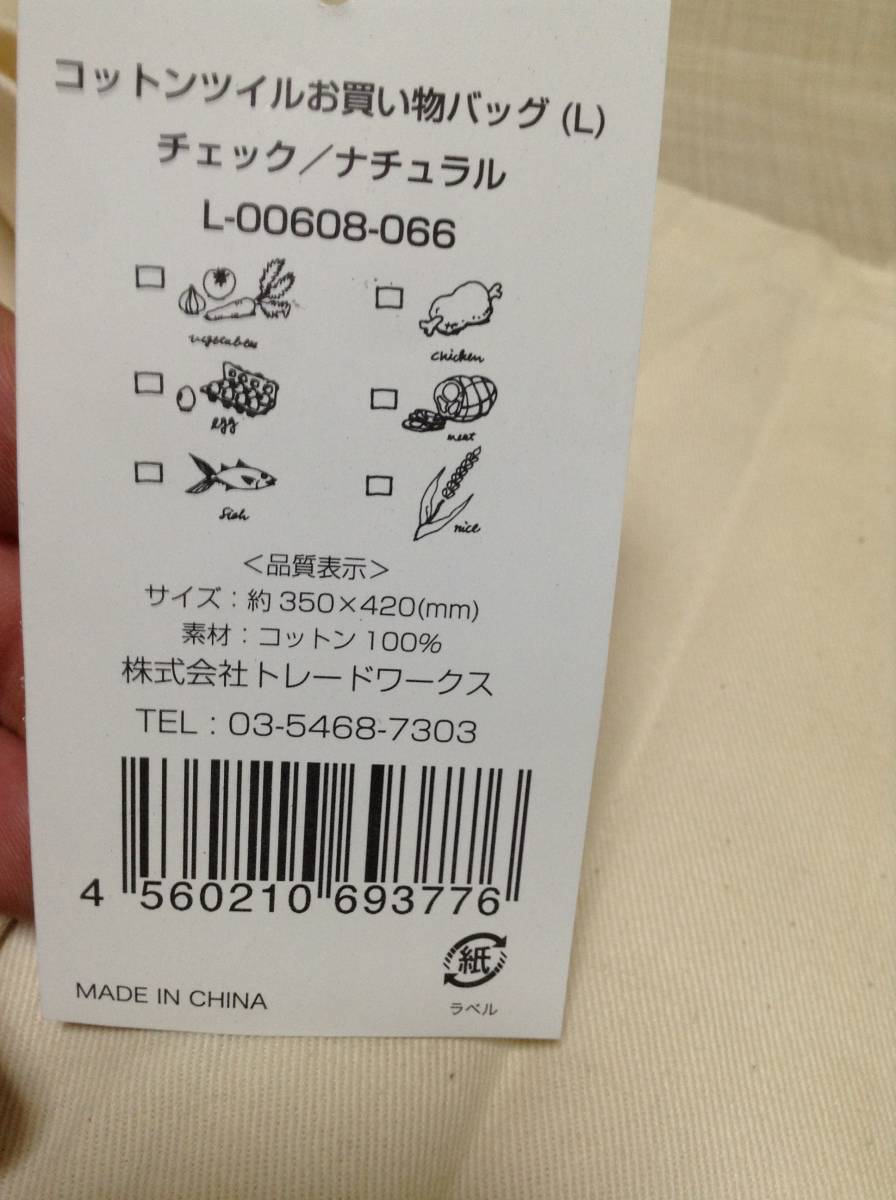 コットンツイルお買い物バッグ (L)
チェック／ナチュラル
L-00608-066
vegetables
chicken
egg
meat
fish
rice
＜品質表示＞
サイズ：約 350×420(mm)
素材：コットン 100%
株式会社トレードワークス
TEL : 03-5468-7303
4 560210 693776
紙
ラベル
MADE IN CHINA